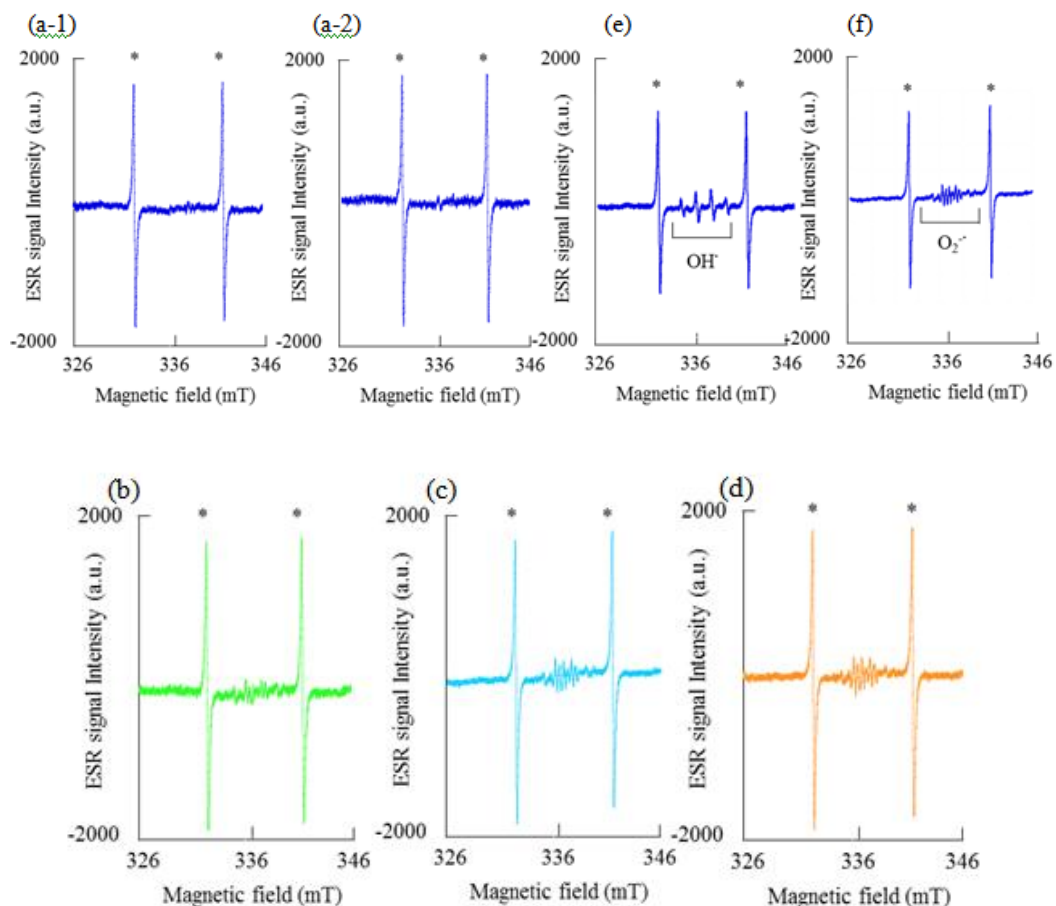 (a-1)
2000
* *
ESR signal Intensity (a.u.)
-2000
326 336 346
Magnetic field (mT)
(a-2)
2000
* *
ESR signal Intensity (a.u.)
-2000
326 336 346
Magnetic field (mT)
(e)
2000
* *
ESR signal Intensity (a.u.)
OH·
-2000
326 336 346
Magnetic field (mT)
(f)
2000
* *
ESR signal Intensity (a.u.)
O₂·⁻
-2000
326 336 346
Magnetic field (mT)
(b)
2000
* *
ESR signal Intensity (a.u.)
-2000
326 336 346
Magnetic field (mT)
(c)
2000
* *
ESR signal Intensity (a.u.)
-2000
326 336 346
Magnetic field (mT)
(d)
2000
* *
ESR signal Intensity (a.u.)
-2000
326 336 346
Magnetic field (mT)